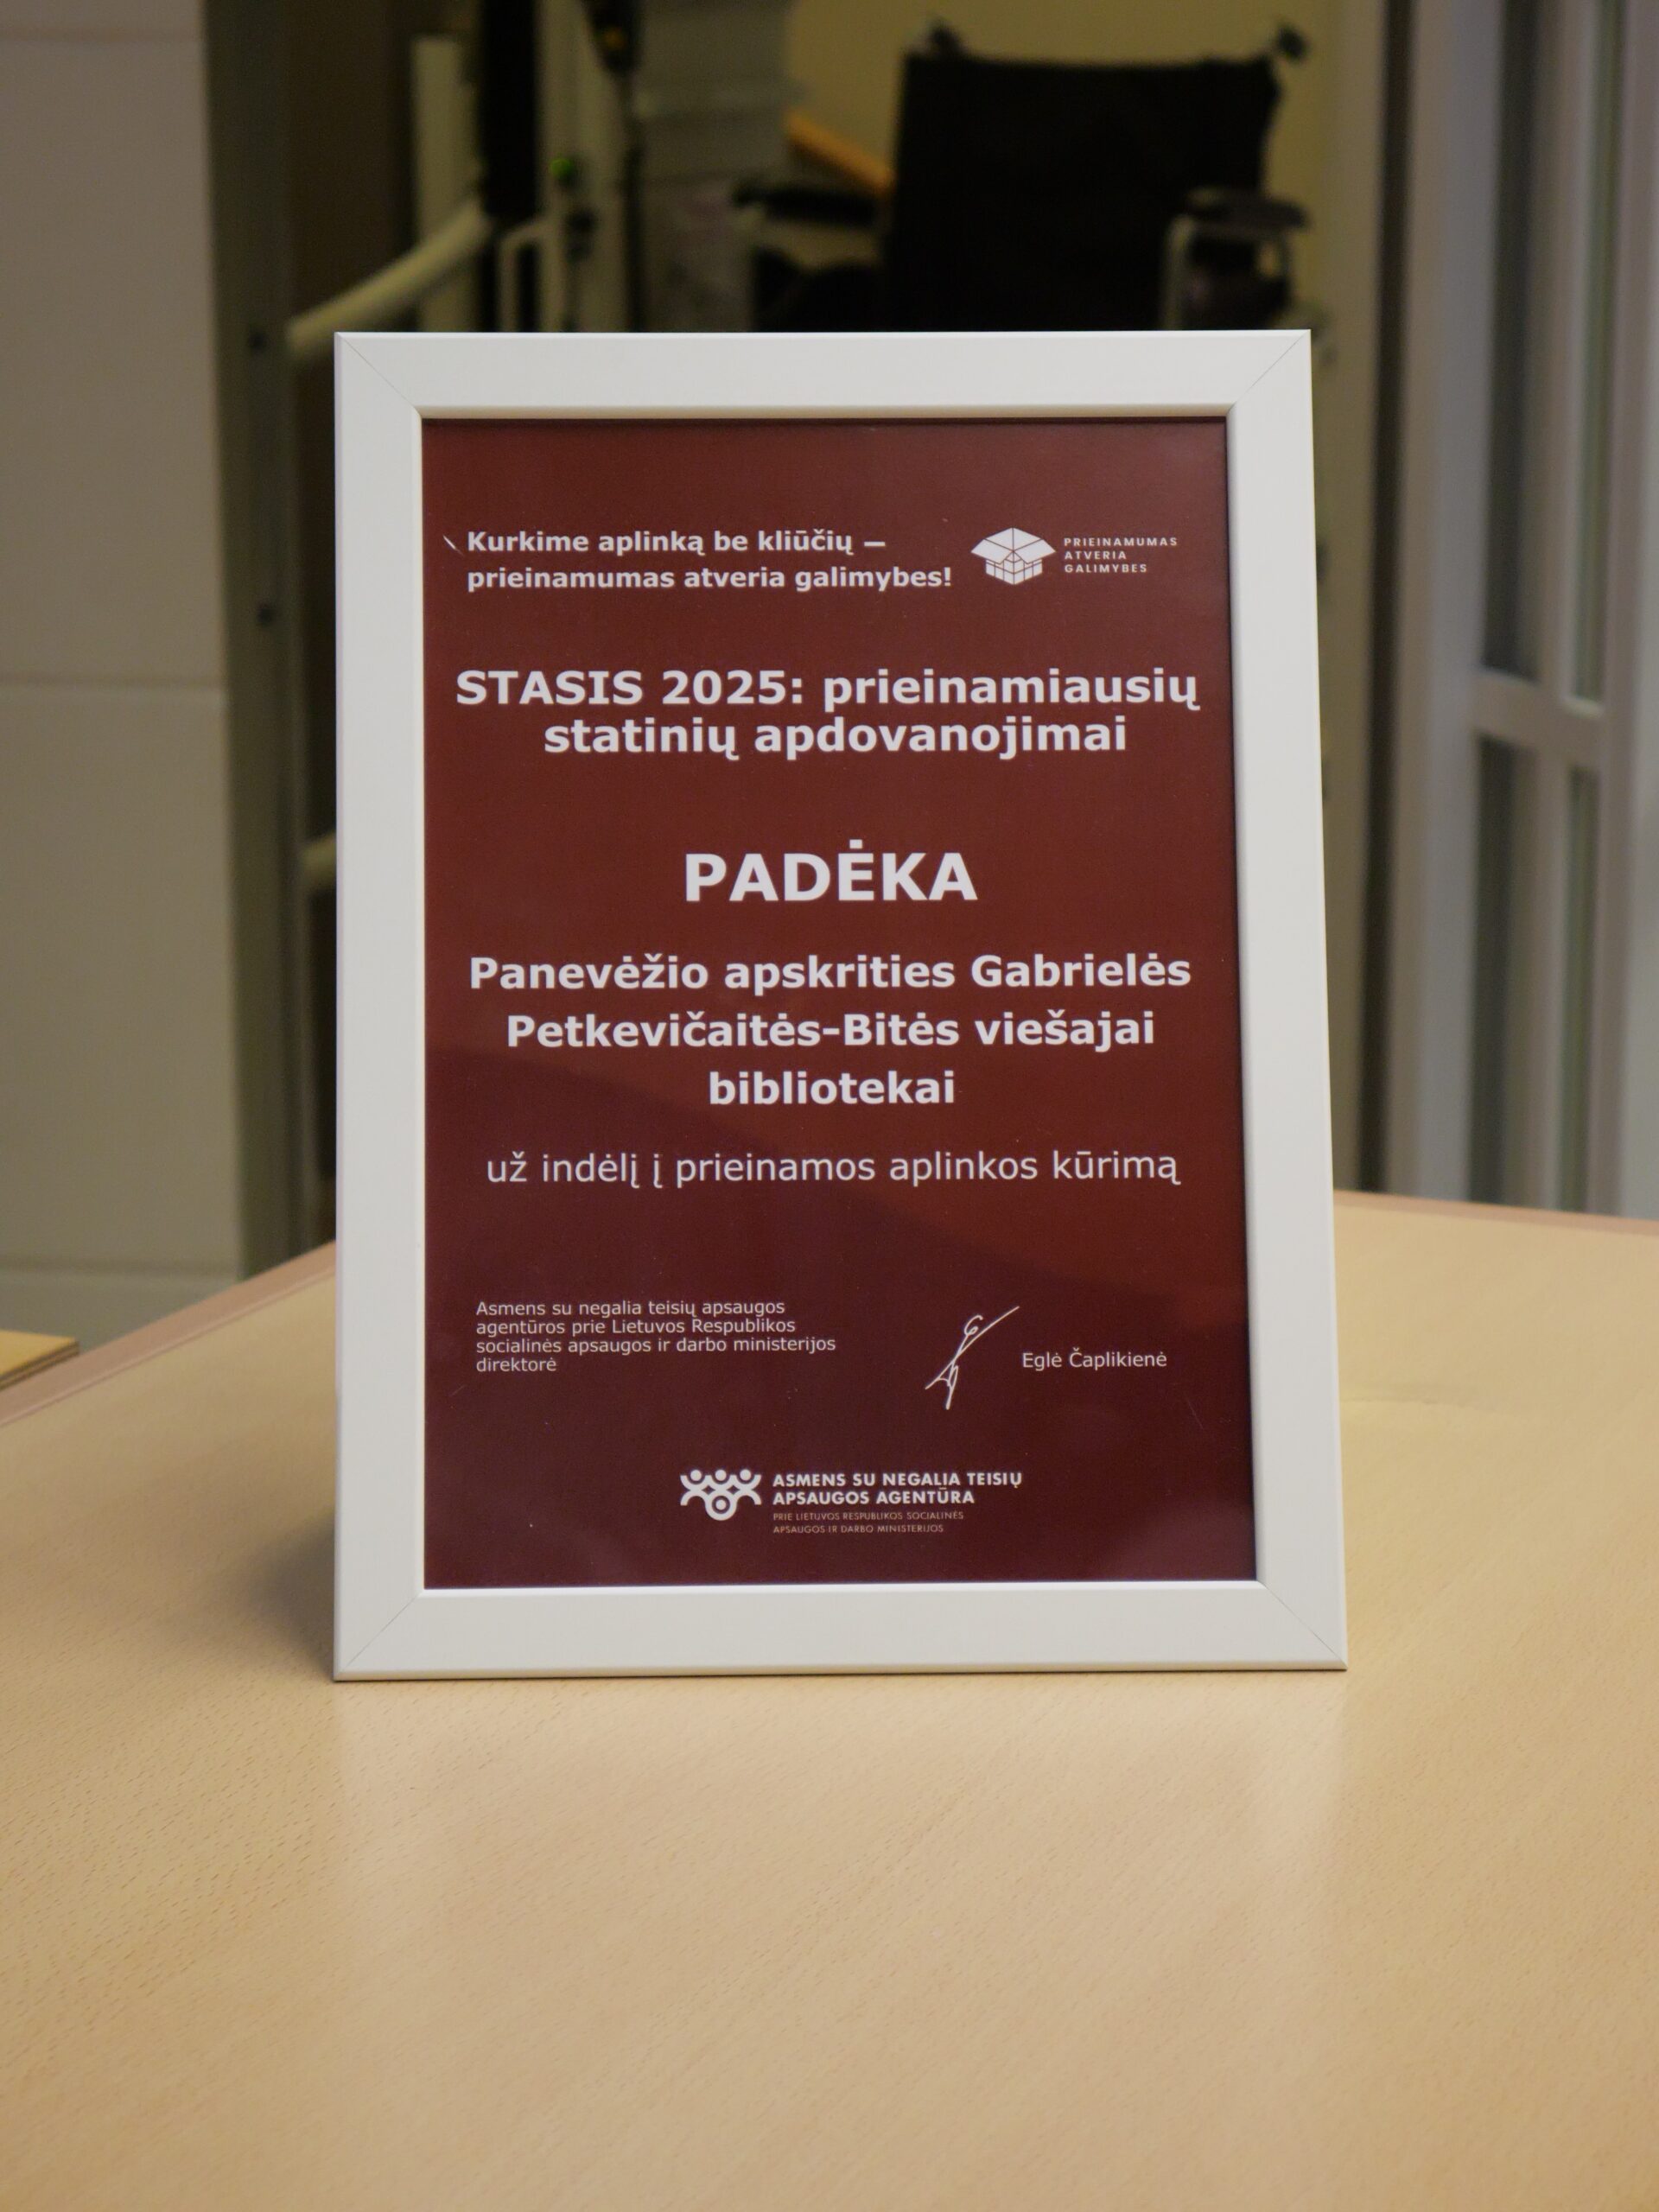 Kurkime aplinką be kliūčių —
prieinamumas atveria galimybes!
PRIEINAMUMAS
ATVERIA
GALIMYBES
STASIS 2025: prieinamiausių
statinių apdovanojimai
PADĖKA
Panevėžio apskrities Gabrielės
Petkevičaitės-Bitės viešajai
bibliotekai
už indėlį į prieinamos aplinkos kūrimą
Asmens su negalia teisių apsaugos
agentūros prie Lietuvos Respublikos
socialinės apsaugos ir darbo ministerijos
direktorė
Eglė Čaplikienė
ASMENS SU NEGALIA TEISIŲ
APSAUGOS AGENTŪRA
PRIE LIETUVOS RESPUBLIKOS SOCIALINĖS
APSAUGOS IR DARBO MINISTERIJOS